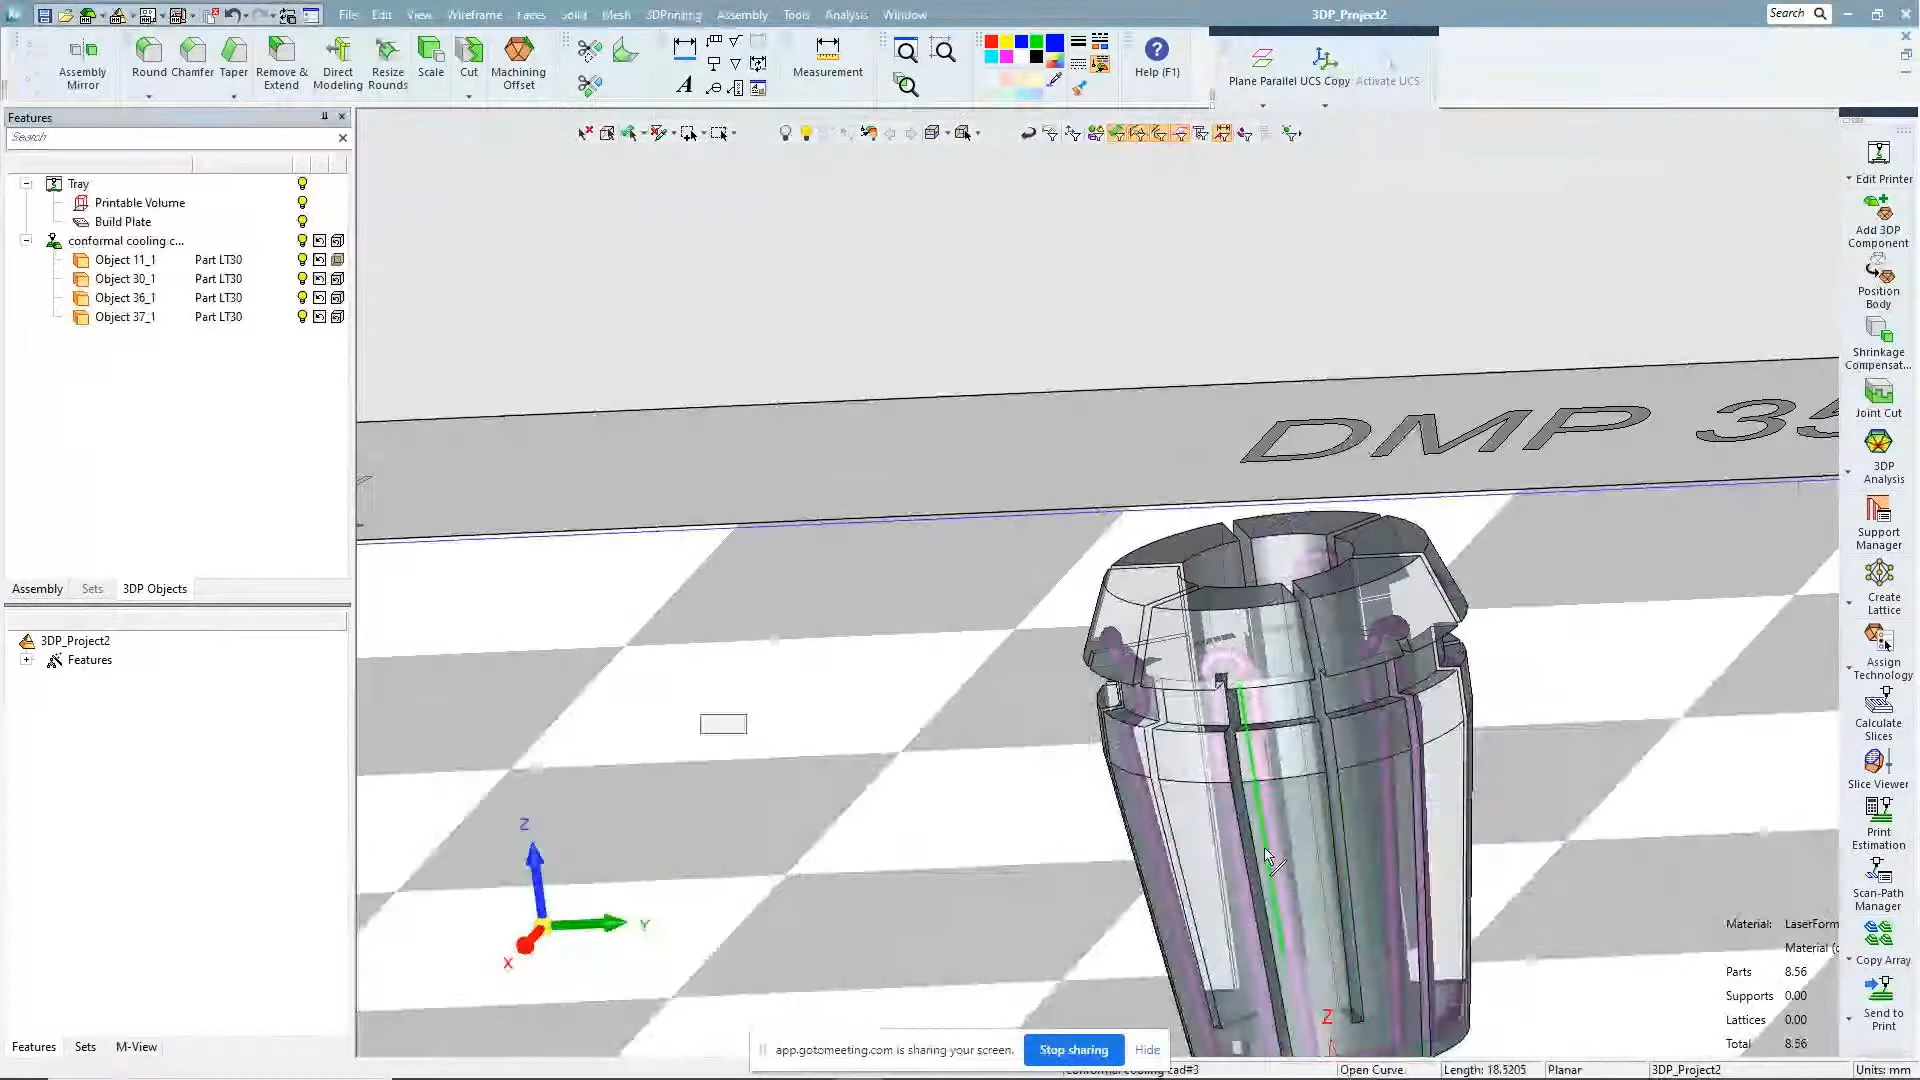 File Edit View Wireframe Faces Solid Mesh 3DPrinting Assembly Tools Analysis Window
3DP_Project2
Search
Assembly Mirror
Round
Chamfer
Taper
Remove & Extend
Direct Modeling
Resize Rounds
Scale
Cut
Machining Offset
A
Measurement
Help (F1)
Plane Parallel
UCS Copy
Activate UCS
Features
Search
Tray
Printable Volume
Build Plate
conformal cooling c...
Object 11_1 Part LT30
Object 30_1 Part LT30
Object 36_1 Part LT30
Object 37_1 Part LT30
Assembly Sets 3DP Objects
3DP_Project2
Features
Features Sets M-View
DMP 35
Z
Y
X
Z
Edit Printer
Add 3DP Component
Position Body
Shrinkage Compensat...
Joint Cut
3DP Analysis
Support Manager
Create Lattice
Assign Technology
Calculate Slices
Slice Viewer
Print Estimation
Scan-Path Manager
Copy Array
Send to Print
Material: LaserForm
Material (c
Parts 8.56
Supports 0.00
Lattices 0.00
Total 8.56
app.gotomeeting.com is sharing your screen. Stop sharing Hide
conformal cooling cad#3 Open Curve. Length: 18.5205 Planar 3DP_Project2 Units: mm